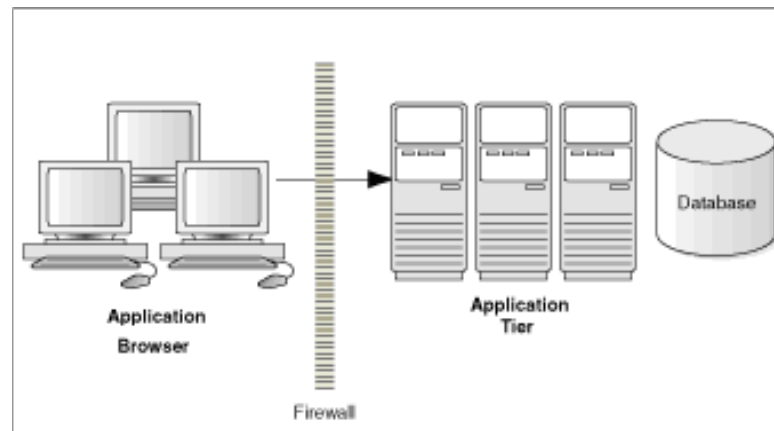 Application
Browser
Firewall
Application
Tier
Database